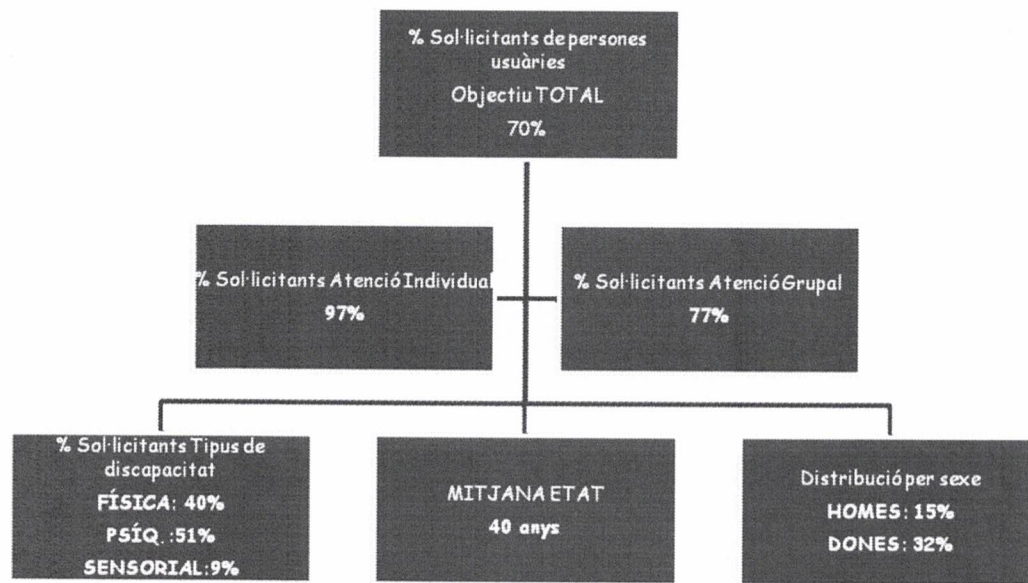 % Sol·licitants de persones
usuàries
Objectiu TOTAL
70%
% Sol·licitants Atenció Individual
97%
% Sol·licitants Atenció Grupal
77%
% Sol·licitants Tipus de
discapacitat
FÍSICA: 40%
PSÍQ.:51%
SENSORIAL:9%
MITJANA ETAT
40 anys
Distribució per sexe
HOMES: 15%
DONES: 32%